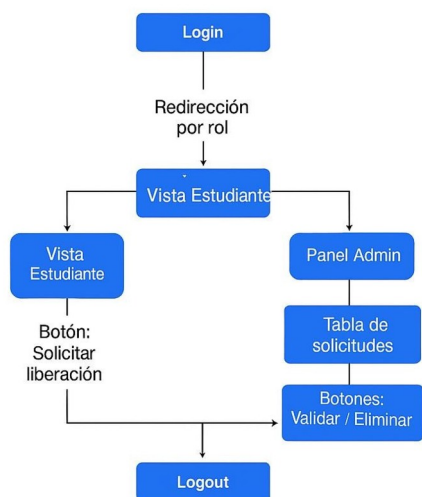 Login
Redirección
por rol
Vista Estudiante
Vista
Estudiante
Panel Admin
Botón:
Solicitar
liberación
Tabla de
solicitudes
Botones:
Validar / Eliminar
Logout